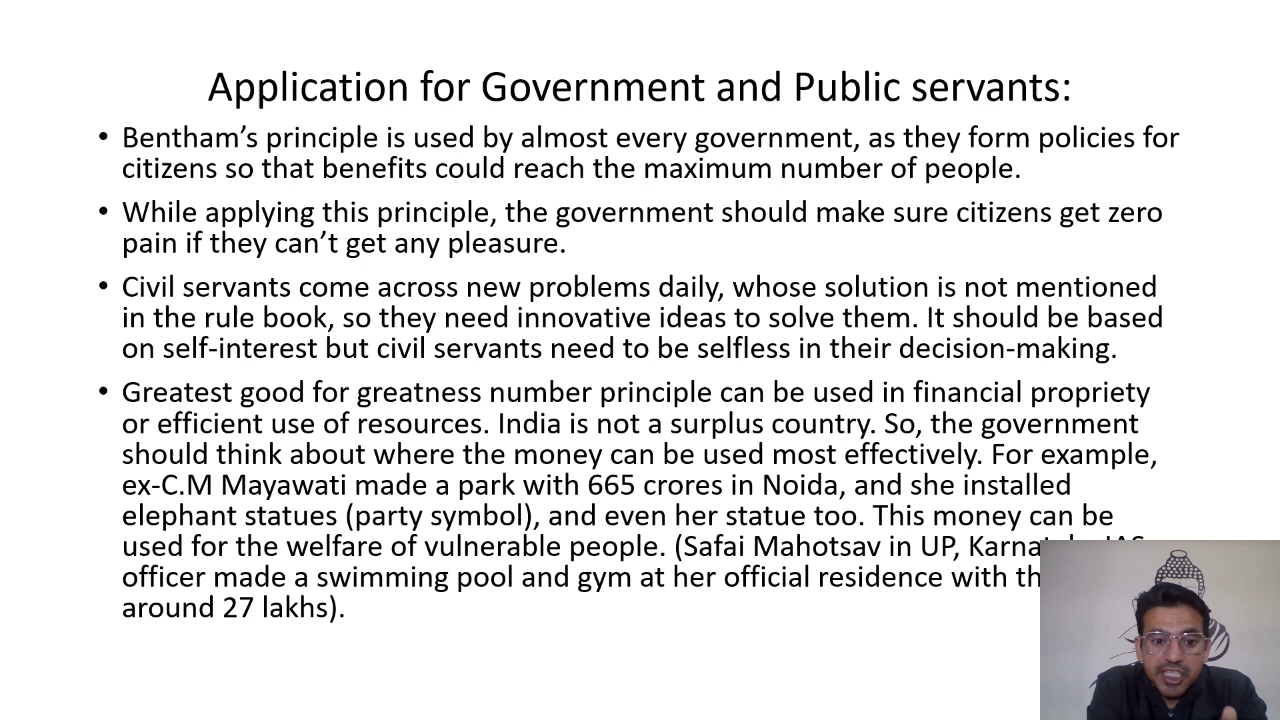 Application for Government and Public servants:
• Bentham’s principle is used by almost every government, as they form policies for
citizens so that benefits could reach the maximum number of people.
• While applying this principle, the government should make sure citizens get zero
pain if they can’t get any pleasure.
• Civil servants come across new problems daily, whose solution is not mentioned
in the rule book, so they need innovative ideas to solve them. It should be based
on self-interest but civil servants need to be selfless in their decision-making.
• Greatest good for greatness number principle can be used in financial propriety
or efficient use of resources. India is not a surplus country. So, the government
should think about where the money can be used most effectively. For example,
ex-C.M Mayawati made a park with 665 crores in Noida, and she installed
elephant statues (party symbol), and even her statue too. This money can be
used for the welfare of vulnerable people. (Safai Mahotsav in UP,
officer made a swimming pool and gym at her official residence with
around 27 lakhs).